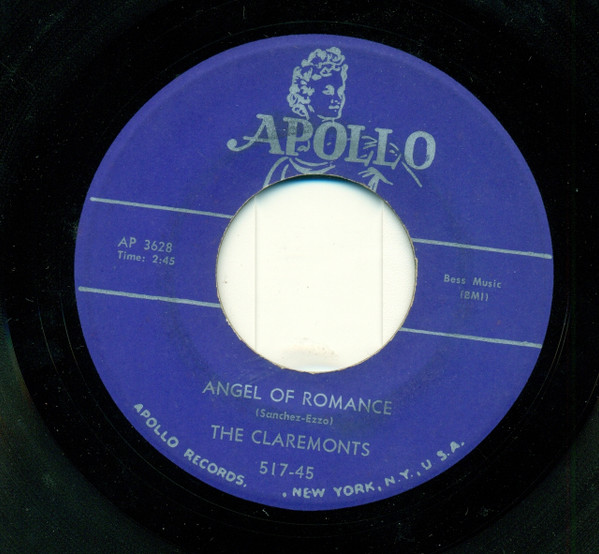 APOLLO
AP 3628
Time: 2:45
Bess Music
(BMI)
ANGEL OF ROMANCE
(Sanchez-Ezzo)
THE CLAREMONTS
517-45
APOLLO RECORDS, , NEW YORK, N.Y., U.S.A.